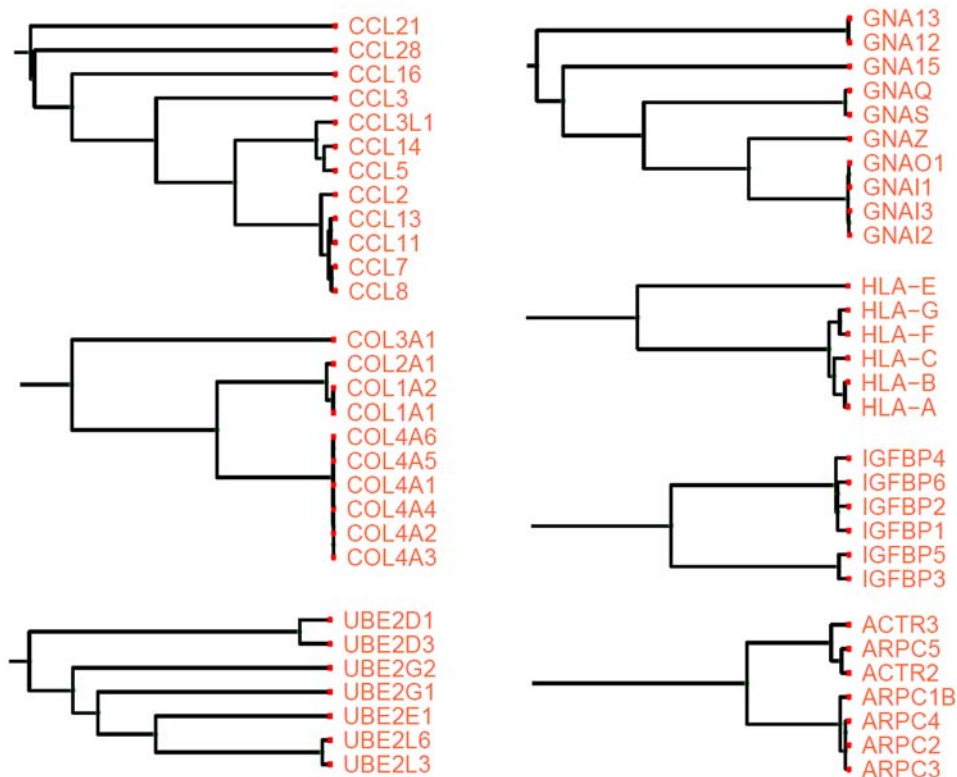 CCL21
CCL28
CCL16
CCL3
CCL3L1
CCL14
CCL5
CCL2
CCL13
CCL11
CCL7
CCL8
COL3A1
COL2A1
COL1A2
COL1A1
COL4A6
COL4A5
COL4A1
COL4A4
COL4A2
COL4A3
UBE2D1
UBE2D3
UBE2G2
UBE2G1
UBE2E1
UBE2L6
UBE2L3
GNA13
GNA12
GNA15
GNAQ
GNAS
GNAZ
GNAO1
GNAI1
GNAI3
GNAI2
HLA−E
HLA−G
HLA−F
HLA−C
HLA−B
HLA−A
IGFBP4
IGFBP6
IGFBP2
IGFBP1
IGFBP5
IGFBP3
ACTR3
ARPC5
ACTR2
ARPC1B
ARPC4
ARPC2
ARPC3